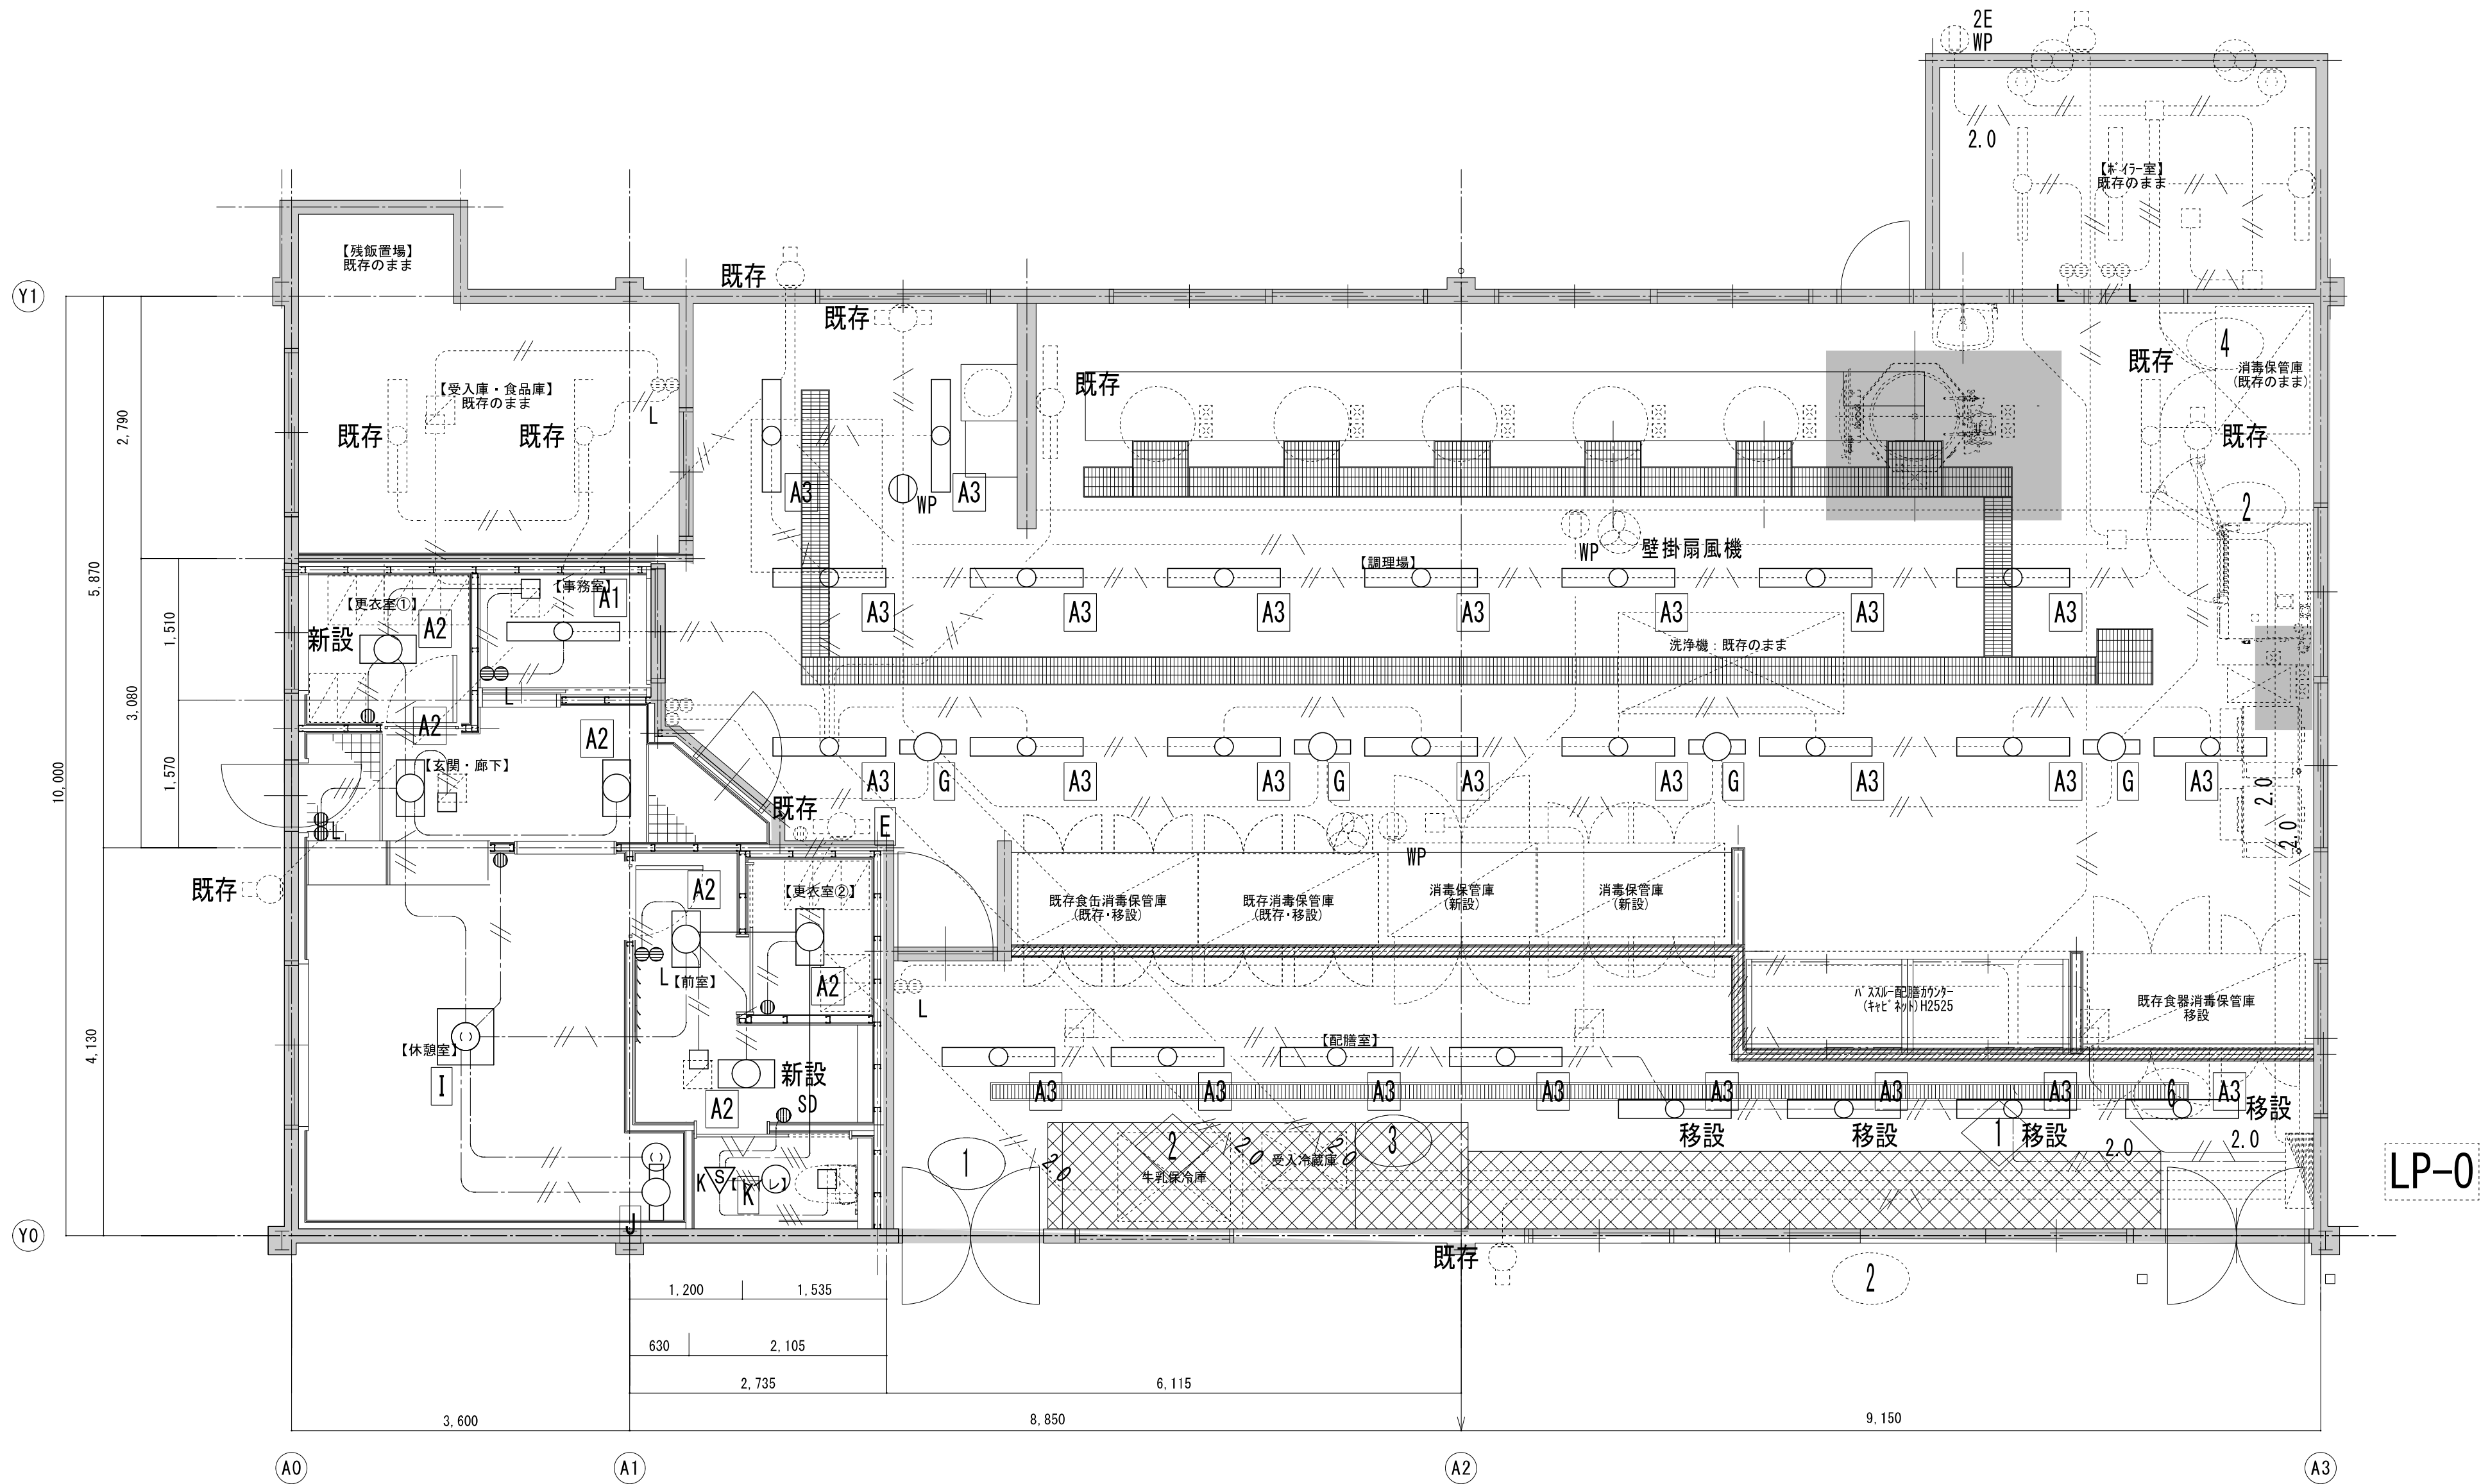 2E
WP
2.0
【ﾎﾞｲﾗｰ室】
既存のまま
【残飯置場】
既存のまま
Y1
既存
既存
L
L
4
消毒保管庫
(既存のまま)
既存
既存
【受入庫・食品庫】
既存のまま
既存
既存
L
2,790
A3
WP
A3
既存
2
WP
壁掛扇風機
【調理場】
5,870
1,510
【更衣室①】
新設
A2
【事務室】
A1
A3
A3
A3
A3
A3
A3
A3
洗浄機：既存のまま
L
3,080
10,000
1,570
A2
A2
【玄関・廊下】
L
A3
G
A3
A3
G
A3
A3
G
A3
A3
G
A3
2.0
2.0
既存
E
WP
既存
A2
【更衣室②】
既存食缶消毒保管庫
(既存・移設)
既存消毒保管庫
(既存・移設)
消毒保管庫
(新設)
消毒保管庫
(新設)
L
【前室】
A2
L
ﾊﾟｽｽﾙｰ配膳ｶｳﾝﾀｰ
(ｷｬﾋﾞﾈｯﾄ)H2525
既存食器消毒保管庫
移設
4,130
【休憩室】
I
【配膳室】
新設
SD
A2
A3
A3
A3
A3
A3
A3
A3
6
A3
移設
移設
移設
移設
1
2.0
2.0
1
2.0
2
牛乳保冷庫
2.0
受入冷蔵庫
2.0
3
K
S
【トイレ】
K
J
LP-0
Y0
既存
2
1,200
1,535
630
2,105
2,735
6,115
3,600
8,850
9,150
A0
A1
A2
A3